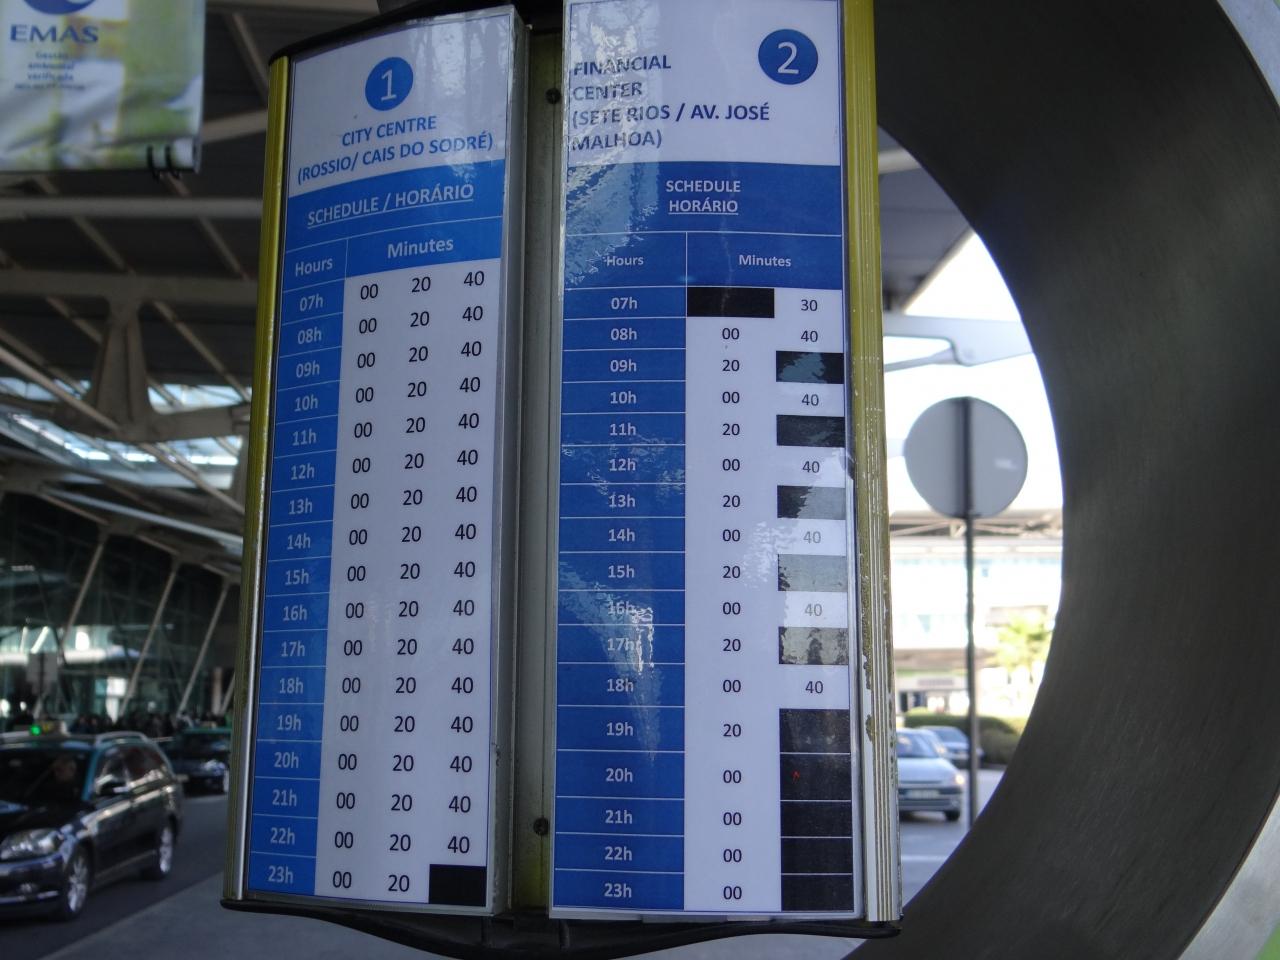 EMAS
Gestão
ambiental
verificada
1
CITY CENTRE
(ROSSIO/ CAIS DO SODRÉ)
SCHEDULE / HORÁRIO
Hours Minutes
07h 00 20 40
08h 00 20 40
09h 00 20 40
10h 00 20 40
11h 00 20 40
12h 00 20 40
13h 00 20 40
14h 00 20 40
15h 00 20 40
16h 00 20 40
17h 00 20 40
18h 00 20 40
19h 00 20 40
20h 00 20 40
21h 00 20 40
22h 00 20 40
23h 00 20
2
FINANCIAL
CENTER
(SETE RIOS / AV. JOSÉ
MALHOA)
SCHEDULE
HORÁRIO
Hours Minutes
07h 30
08h 00 40
09h 20
10h 00 40
11h 20
12h 00 40
13h 20
14h 00 40
15h 20
16h 00 40
17h 20
18h 00 40
19h 20
20h 00
21h 00
22h 00
23h 00